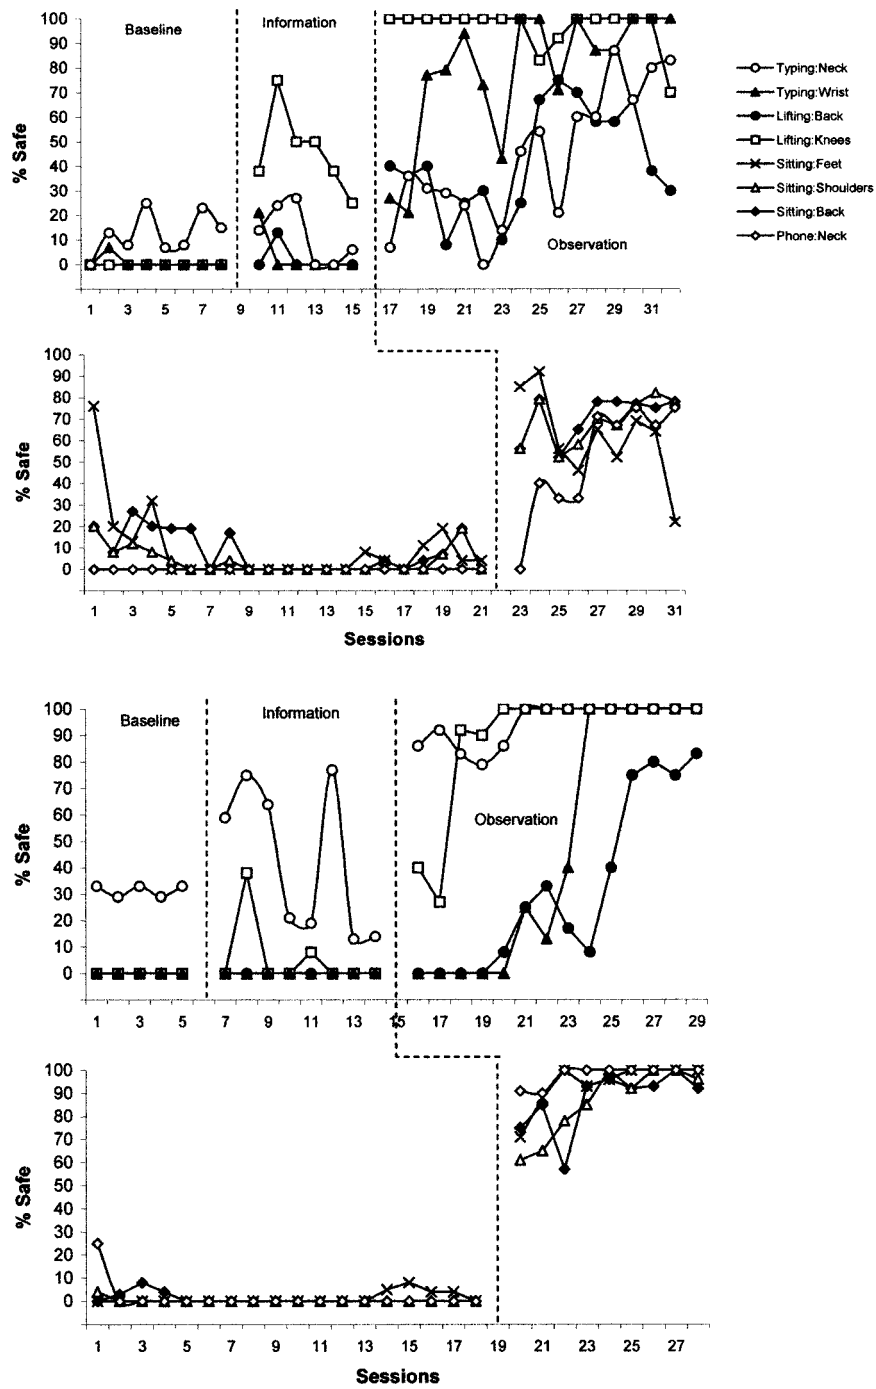 Baseline
Information
Observation
% Safe
100
90
80
70
60
50
40
30
20
10
0
1 3 5 7 9 11 13 15 17 19 21 23 25 27 29 31
Typing:Neck
Typing:Wrist
Lifting:Back
Lifting:Knees
Sitting:Feet
Sitting:Shoulders
Sitting:Back
Phone:Neck
% Safe
100
90
80
70
60
50
40
30
20
10
0
1 3 5 7 9 11 13 15 17 19 21 23 25 27 29 31
Sessions
Baseline
Information
Observation
% Safe
100
90
80
70
60
50
40
30
20
10
0
1 3 5 7 9 11 13 15 17 19 21 23 25 27 29
% Safe
100
90
80
70
60
50
40
30
20
10
0
1 3 5 7 9 11 13 15 17 19 21 23 25 27
Sessions